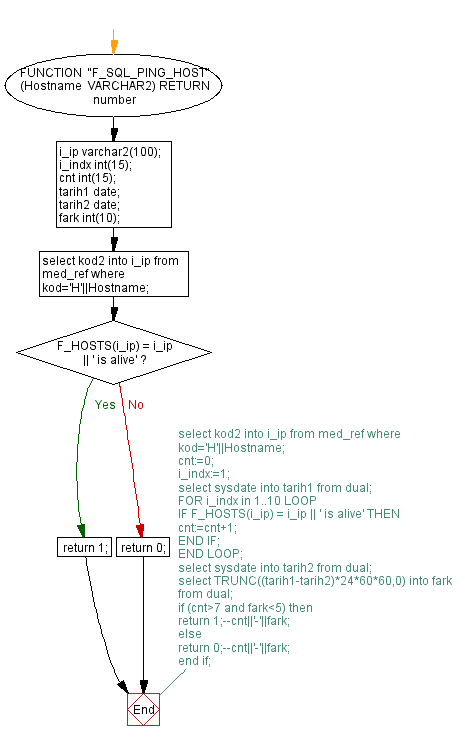 FUNCTION "F_SQL_PING_HOST"
(Hostname VARCHAR2) RETURN
number
i_ip varchar2(100);
i_indx int(15);
cnt int(15);
tarih1 date;
tarih2 date;
fark int(10);
select kod2 into i_ip from
med_ref where
kod='H'||Hostname;
F_HOSTS(i_ip) = i_ip
|| ' is alive' ?
Yes
No
return 1;
return 0;
select kod2 into i_ip from med_ref where
kod='H'||Hostname;
cnt:=0;
i_indx:=1;
select sysdate into tarih1 from dual;
FOR i_indx in 1..10 LOOP
IF F_HOSTS(i_ip) = i_ip || ' is alive' THEN
cnt:=cnt+1;
END IF;
END LOOP;
select sysdate into tarih2 from dual;
select TRUNC((tarih1-tarih2)*24*60*60,0) into fark
from dual;
if (cnt>7 and fark<5) then
return 1;--cnt||'-'||fark;
else
return 0;--cnt||'-'||fark;
end if;
End